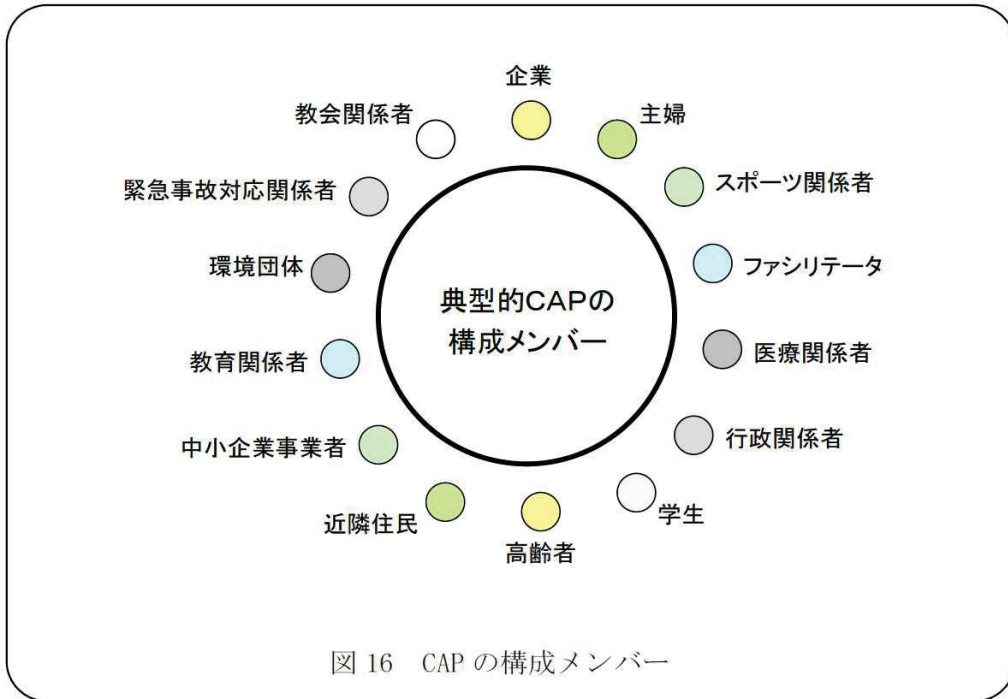 企業
教会関係者
主婦
緊急事故対応関係者
スポーツ関係者
環境団体
ファシリテータ
典型的CAPの
構成メンバー
教育関係者
医療関係者
中小企業事業者
行政関係者
近隣住民
学生
高齢者
図 16 CAP の構成メンバー